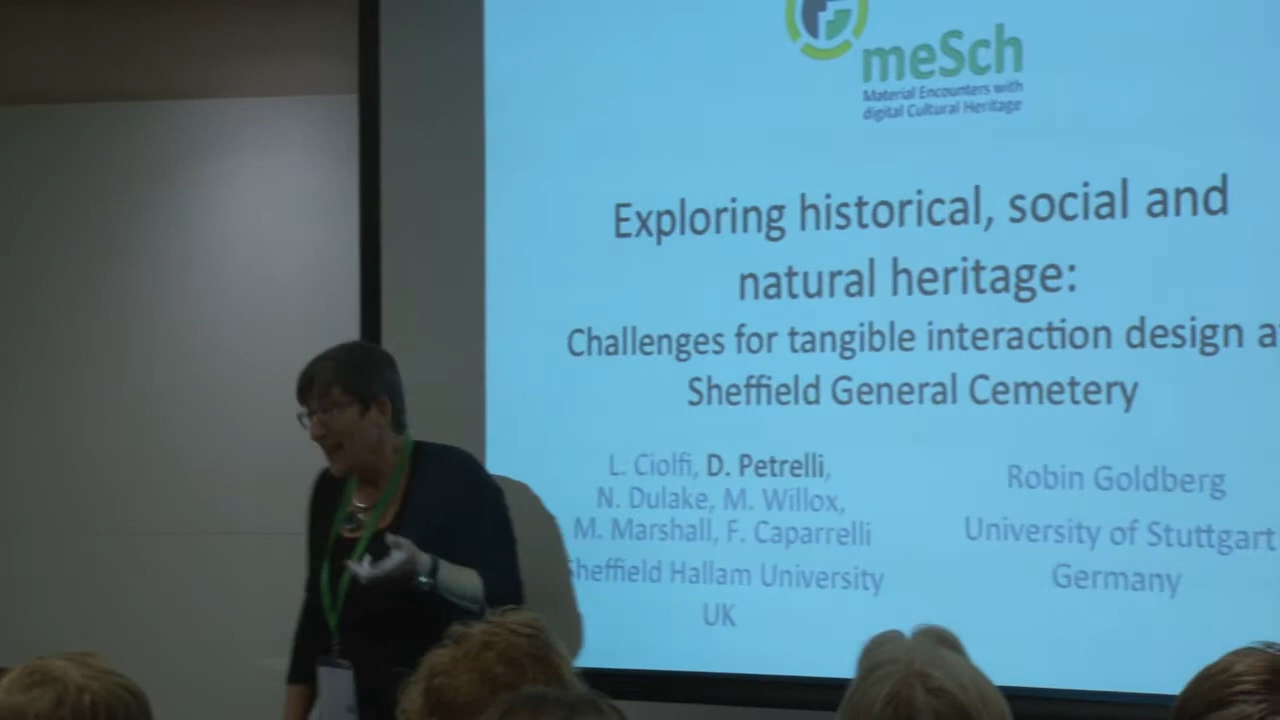 meSch
Material Encounters with
digital Cultural Heritage
Exploring historical, social and
natural heritage:
Challenges for tangible interaction design a
Sheffield General Cemetery
L. Ciolfi, D. Petrelli,
N. Dulake, M. Willox,
M. Marshall, F. Caparrelli
Sheffield Hallam University
UK
Robin Goldberg
University of Stuttgart
Germany